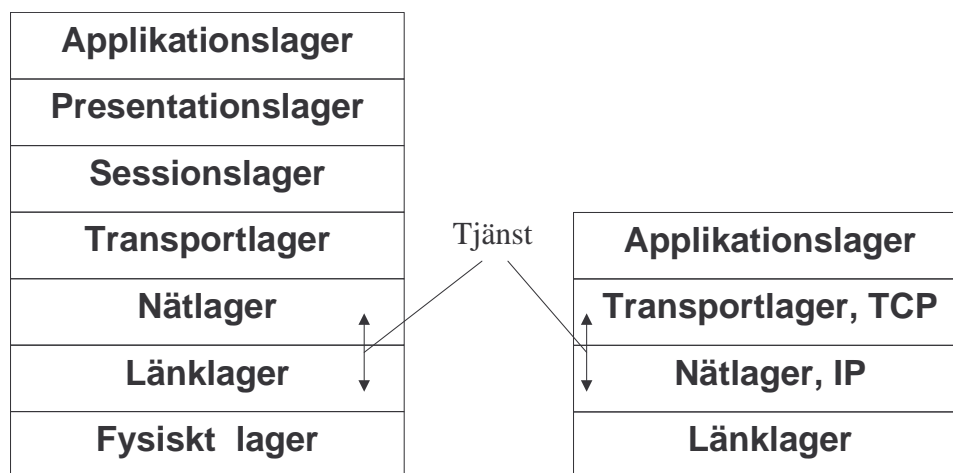 Applikationslager
Presentationslager
Sessionslager
Transportlager
Nätlager
Länklager
Fysiskt lager
Tjänst
Applikationslager
Transportlager, TCP
Nätlager, IP
Länklager